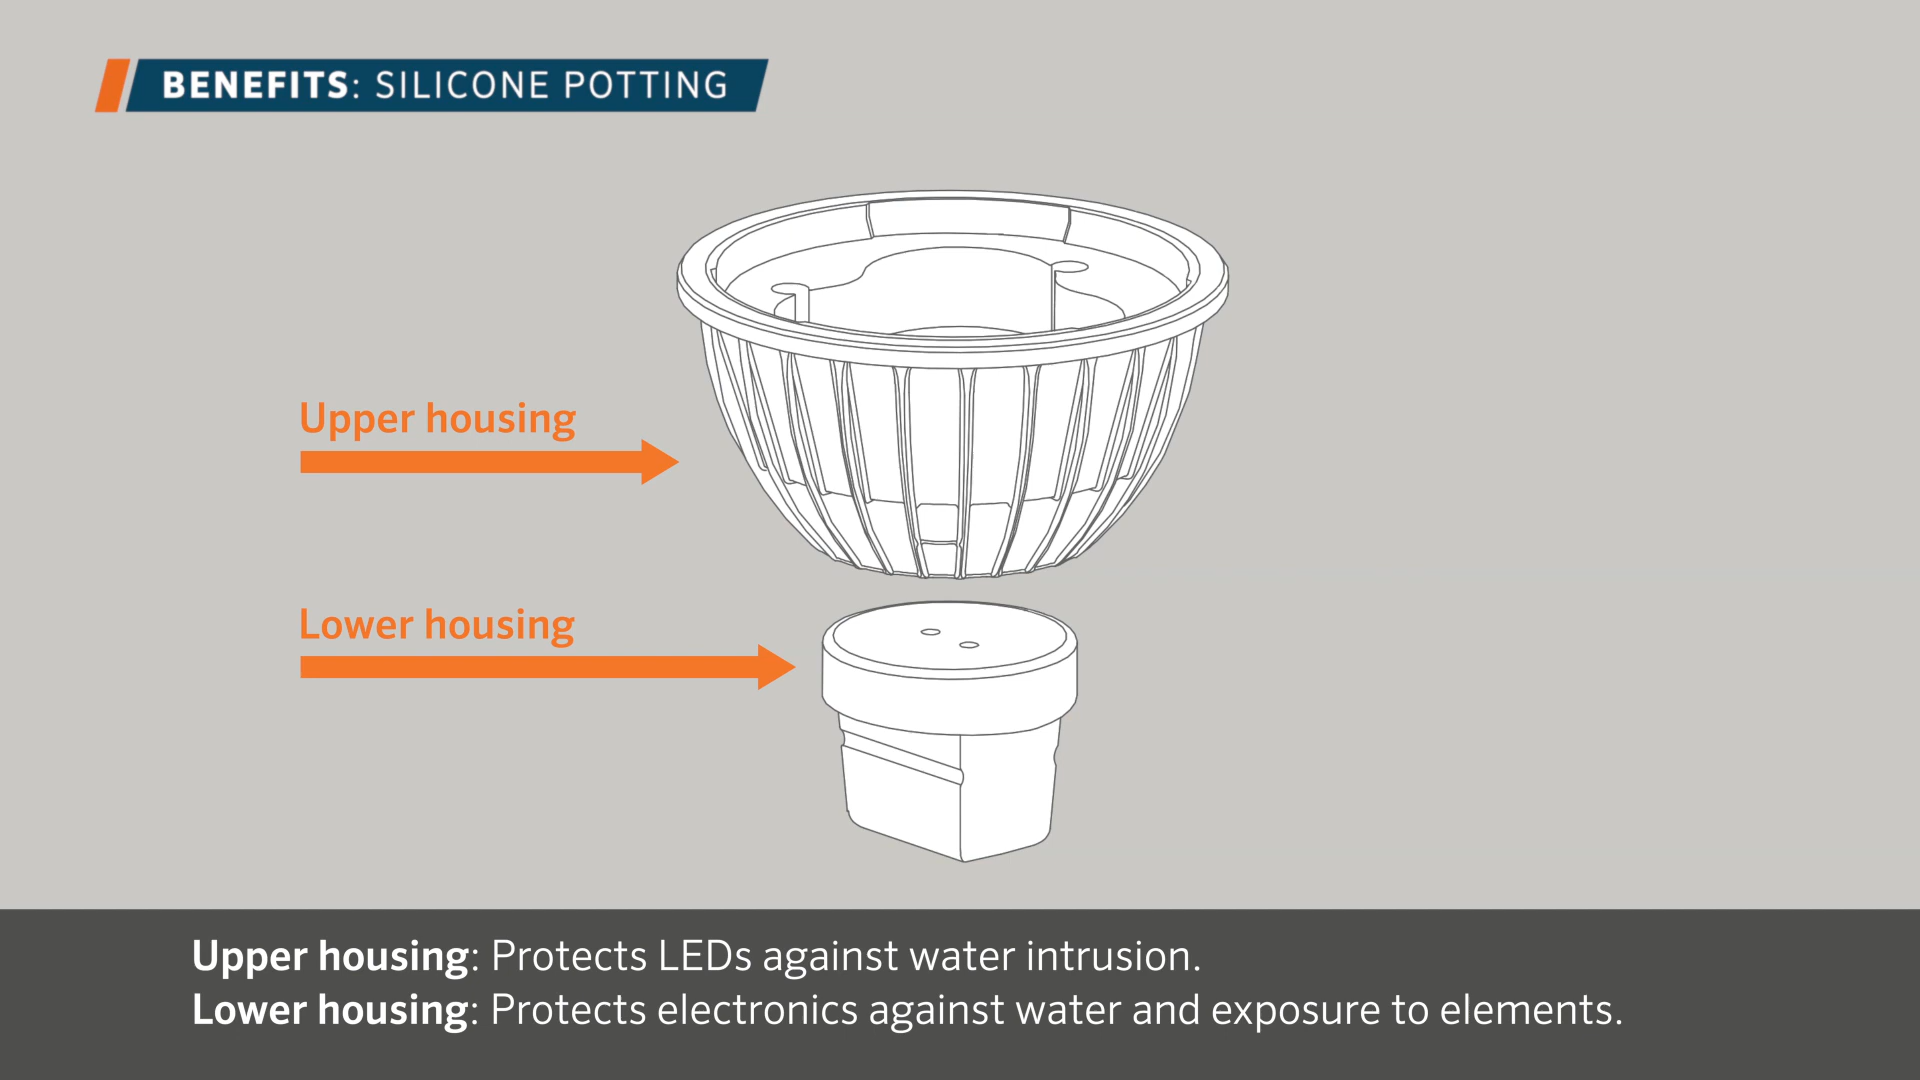 BENEFITS: SILICONE POTTING
Upper housing
Lower housing
Upper housing: Protects LEDs against water intrusion.
Lower housing: Protects electronics against water and exposure to elements.